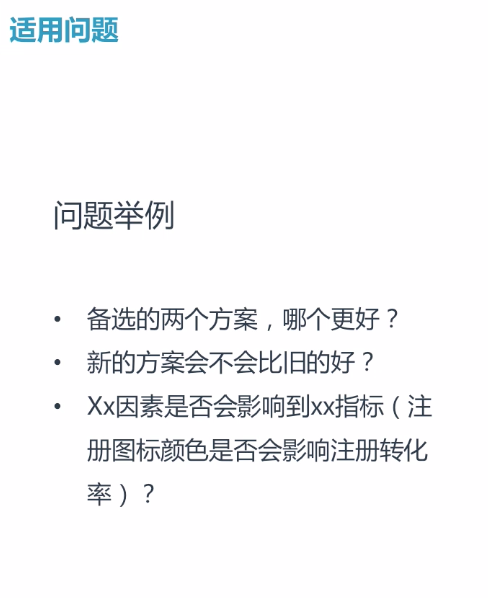 适用问题
问题举例
• 备选的两个方案，哪个更好？
• 新的方案会不会比旧的好？
• Xx因素是否会影响到xx指标（注
册图标颜色是否会影响注册转化
率）？